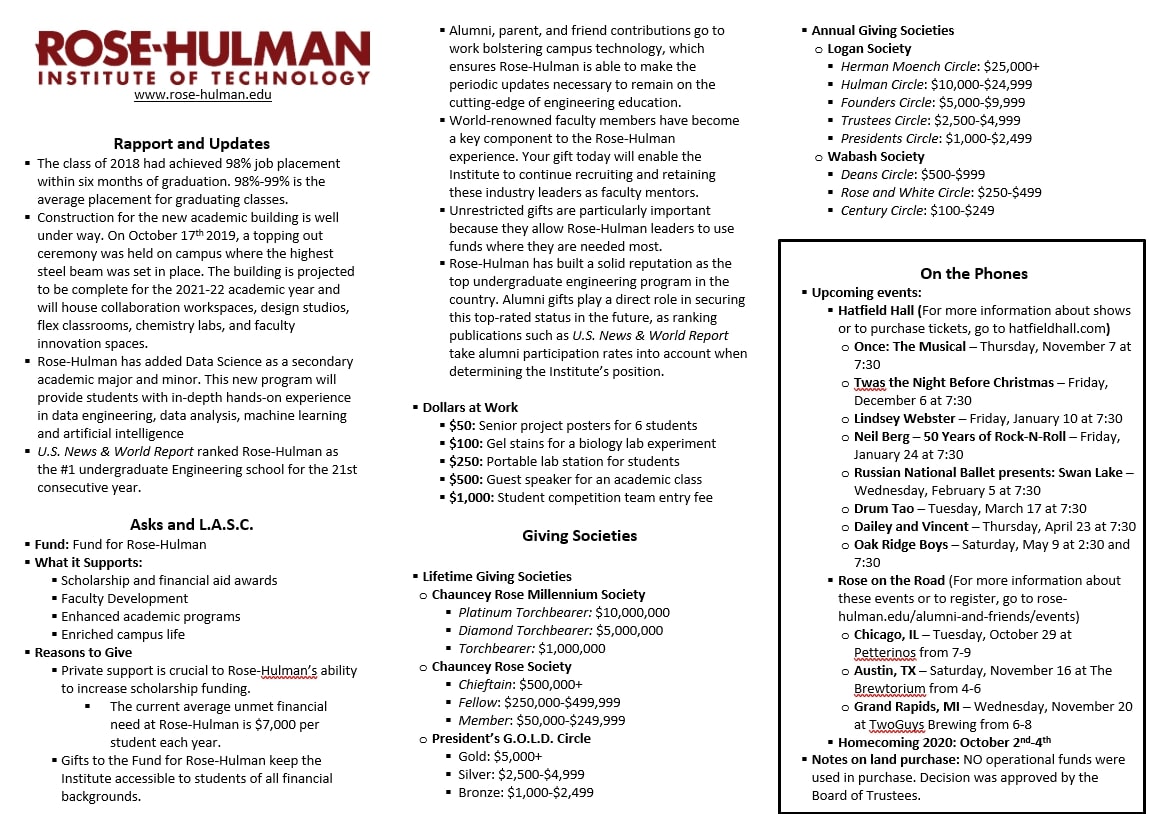 ROSE-HULMAN
INSTITUTE OF TECHNOLOGY
www.rose-hulman.edu
Rapport and Updates
▪ The class of 2018 had achieved 98% job placement
within six months of graduation. 98%-99% is the
average placement for graduating classes.
▪ Construction for the new academic building is well
under way. On October 17th 2019, a topping out
ceremony was held on campus where the highest
steel beam was set in place. The building is projected
to be complete for the 2021-22 academic year and
will house collaboration workspaces, design studios,
flex classrooms, chemistry labs, and faculty
innovation spaces.
▪ Rose-Hulman has added Data Science as a secondary
academic major and minor. This new program will
provide students with in-depth hands-on experience
in data engineering, data analysis, machine learning
and artificial intelligence
▪ U.S. News & World Report ranked Rose-Hulman as
the #1 undergraduate Engineering school for the 21st
consecutive year.
Asks and L.A.S.C.
▪ Fund: Fund for Rose-Hulman
▪ What it Supports:
▪ Scholarship and financial aid awards
▪ Faculty Development
▪ Enhanced academic programs
▪ Enriched campus life
▪ Reasons to Give
▪ Private support is crucial to Rose-Hulman's ability
to increase scholarship funding.
▪ The current average unmet financial
need at Rose-Hulman is $7,000 per
student each year.
▪ Gifts to the Fund for Rose-Hulman keep the
Institute accessible to students of all financial
backgrounds.
▪ Alumni, parent, and friend contributions go to
work bolstering campus technology, which
ensures Rose-Hulman is able to make the
periodic updates necessary to remain on the
cutting-edge of engineering education.
▪ World-renowned faculty members have become
a key component to the Rose-Hulman
experience. Your gift today will enable the
Institute to continue recruiting and retaining
these industry leaders as faculty mentors.
▪ Unrestricted gifts are particularly important
because they allow Rose-Hulman leaders to use
funds where they are needed most.
▪ Rose-Hulman has built a solid reputation as the
top undergraduate engineering program in the
country. Alumni gifts play a direct role in securing
this top-rated status in the future, as ranking
publications such as U.S. News & World Report
take alumni participation rates into account when
determining the Institute's position.
▪ Dollars at Work
▪ $50: Senior project posters for 6 students
▪ $100: Gel stains for a biology lab experiment
▪ $250: Portable lab station for students
▪ $500: Guest speaker for an academic class
▪ $1,000: Student competition team entry fee
Giving Societies
▪ Lifetime Giving Societies
o Chauncey Rose Millennium Society
▪ Platinum Torchbearer: $10,000,000
▪ Diamond Torchbearer: $5,000,000
▪ Torchbearer: $1,000,000
o Chauncey Rose Society
▪ Chieftain: $500,000+
▪ Fellow: $250,000-$499,999
▪ Member: $50,000-$249,999
o President's G.O.L.D. Circle
▪ Gold: $5,000+
▪ Silver: $2,500-$4,999
▪ Bronze: $1,000-$2,499
▪ Annual Giving Societies
o Logan Society
▪ Herman Moench Circle: $25,000+
▪ Hulman Circle: $10,000-$24,999
▪ Founders Circle: $5,000-$9,999
▪ Trustees Circle: $2,500-$4,999
▪ Presidents Circle: $1,000-$2,499
o Wabash Society
▪ Deans Circle: $500-$999
▪ Rose and White Circle: $250-$499
▪ Century Circle: $100-$249
On the Phones
▪ Upcoming events:
▪ Hatfield Hall (For more information about shows
or to purchase tickets, go to hatfieldhall.com)
o Once: The Musical – Thursday, November 7 at
7:30
o Twas the Night Before Christmas – Friday,
December 6 at 7:30
o Lindsey Webster – Friday, January 10 at 7:30
o Neil Berg – 50 Years of Rock-N-Roll – Friday,
January 24 at 7:30
o Russian National Ballet presents: Swan Lake –
Wednesday, February 5 at 7:30
o Drum Tao – Tuesday, March 17 at 7:30
o Dailey and Vincent – Thursday, April 23 at 7:30
o Oak Ridge Boys – Saturday, May 9 at 2:30 and
7:30
▪ Rose on the Road (For more information about
these events or to register, go to rose-
hulman.edu/alumni-and-friends/events)
o Chicago, IL – Tuesday, October 29 at
Petterinos from 7-9
o Austin, TX – Saturday, November 16 at The
Brewtorium from 4-6
o Grand Rapids, MI – Wednesday, November 20
at TwoGuys Brewing from 6-8
▪ Homecoming 2020: October 2nd-4th
▪ Notes on land purchase: NO operational funds were
used in purchase. Decision was approved by the
Board of Trustees.